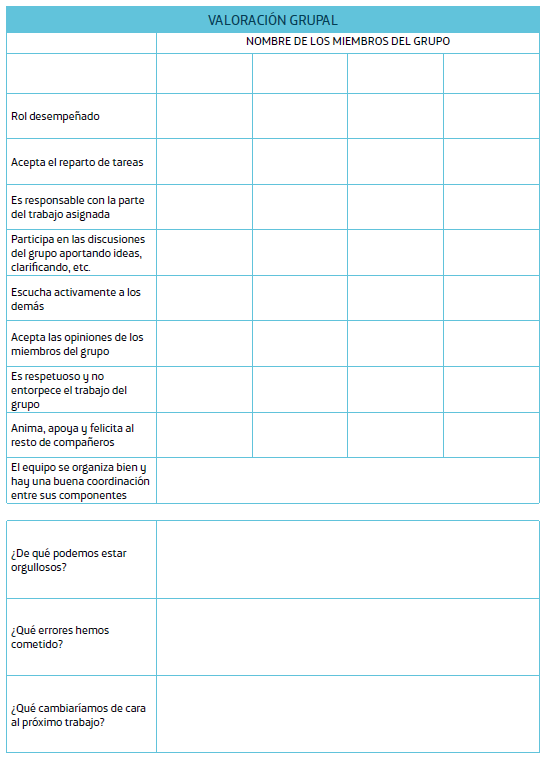 VALORACIÓN GRUPAL
NOMBRE DE LOS MIEMBROS DEL GRUPO
Rol desempeñado
Acepta el reparto de tareas
Es responsable con la parte
del trabajo asignada
Participa en las discusiones
del grupo aportando ideas,
clarificando, etc.
Escucha activamente a los
demás
Acepta las opiniones de los
miembros del grupo
Es respetuoso y no
entorpece el trabajo del
grupo
Anima, apoya y felicita al
resto de compañeros
El equipo se organiza bien y
hay una buena coordinación
entre sus componentes
¿De qué podemos estar
orgullosos?
¿Qué errores hemos
cometido?
¿Qué cambiaríamos de cara
al próximo trabajo?